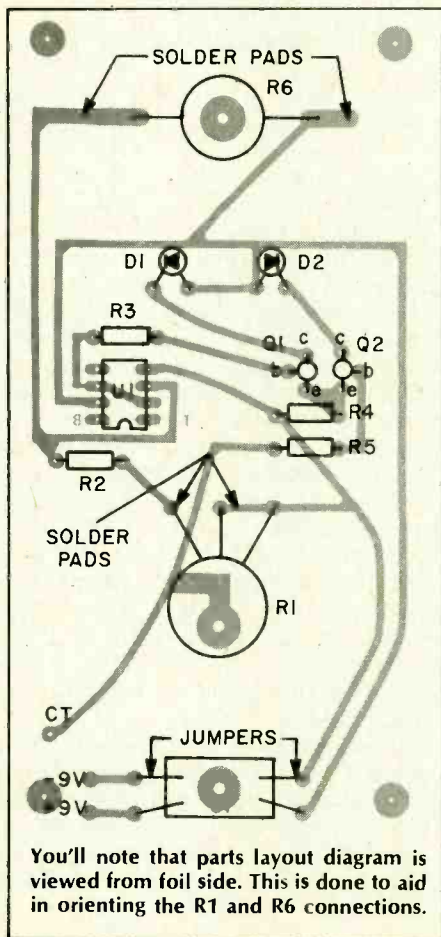 SOLDER PADS
R6
D1 D2
R3
Q1 c c Q2
b b
U1
e e
R4
8 1
R5
R2
SOLDER
PADS
R1
CT
JUMPERS
-9V
9V
You'll note that parts layout diagram is
viewed from foil side. This is done to aid
in orienting the R1 and R6 connections.